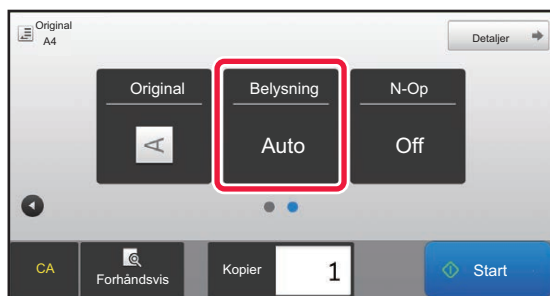 Original
A4
Detaljer
Original
Belysning
N-Op
A
Auto
Off
CA
Forhåndsvis
Kopier
1
Start